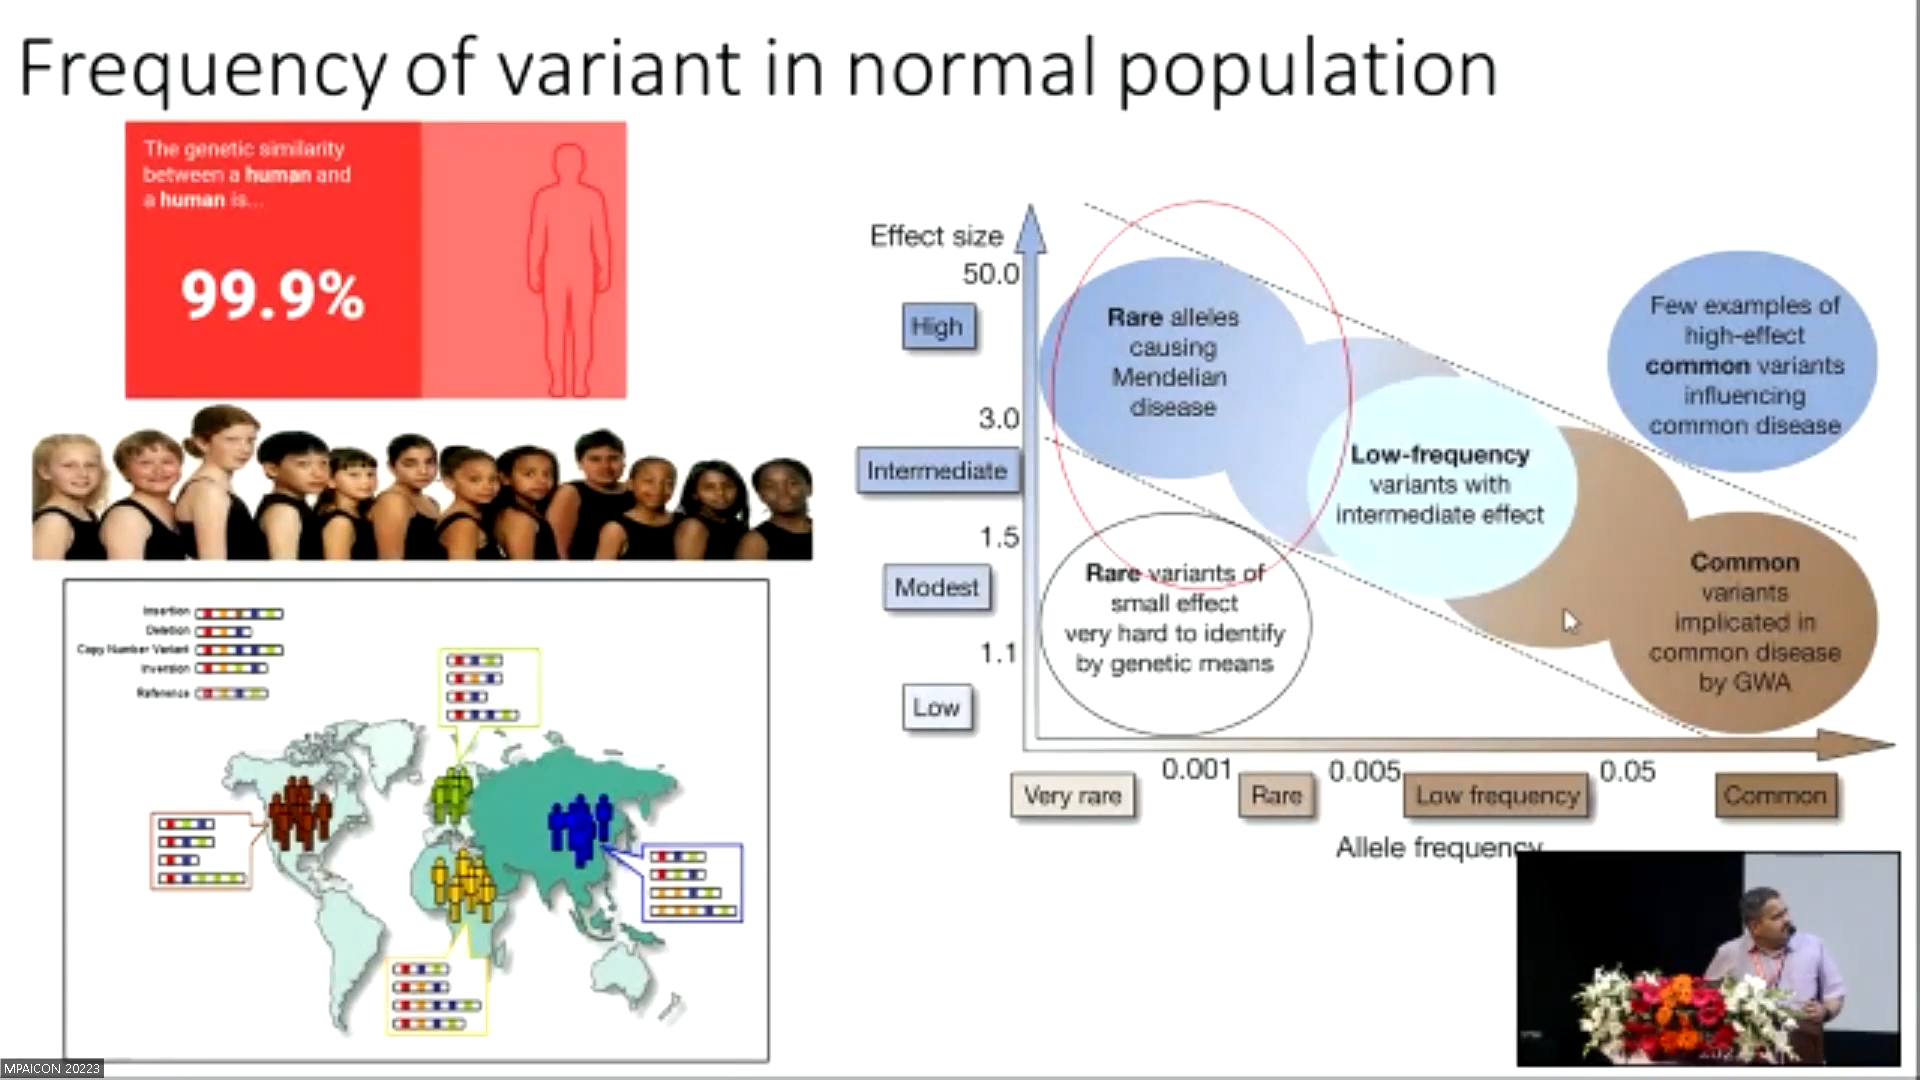 Frequency of variant in normal population
The genetic similarity
between a human and
a human is...
99.9%
Insertion
Deletion
Copy Number Variant
Inversion
Reference
Effect size
50.0
High
3.0
Intermediate
1.5
Modest
1.1
Low
Rare alleles
causing
Mendelian
disease
Low-frequency
variants with
intermediate effect
Few examples of
high-effect
common variants
influencing
common disease
Rare variants of
small effect
very hard to identify
by genetic means
Common
variants
implicated in
common disease
by GWA
0.001
0.005
0.05
Very rare
Rare
Low frequency
Common
Allele frequency
MPAICON 20223